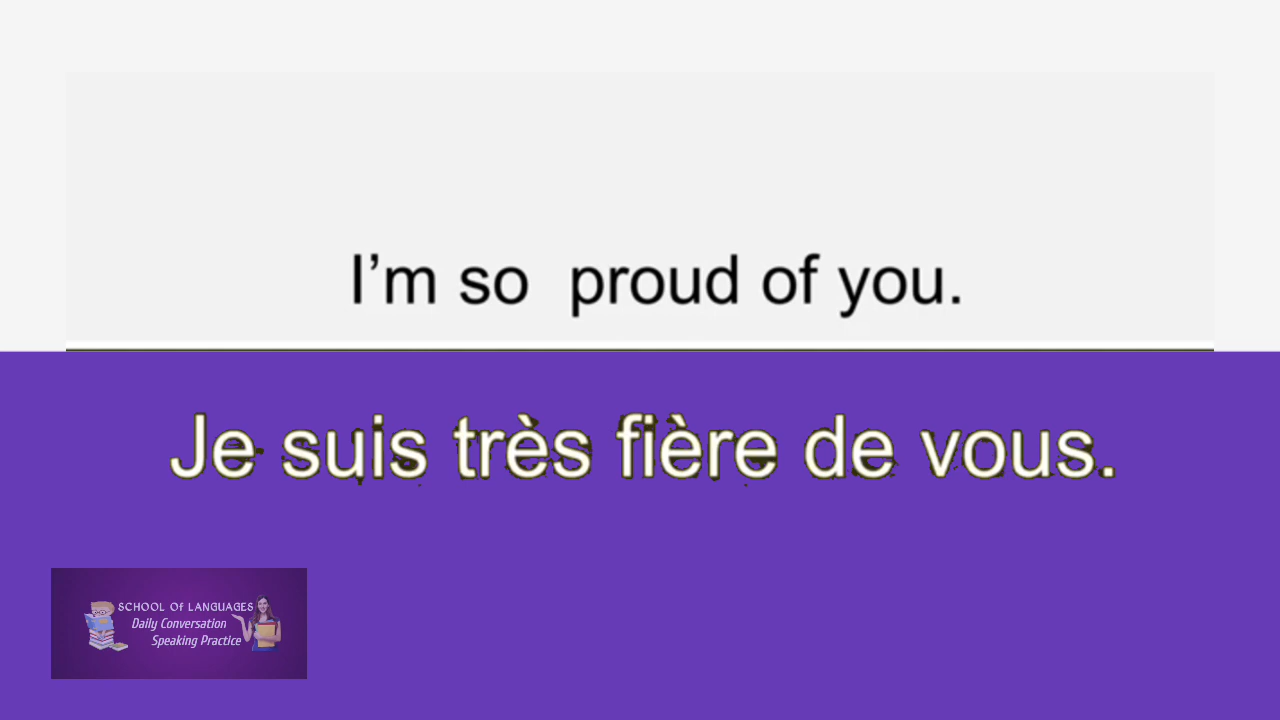 I’m so  proud of you.
Je suis très fière de vous.
SCHOOL Of LANGUAGES
Daily Conversation
Speaking Practice